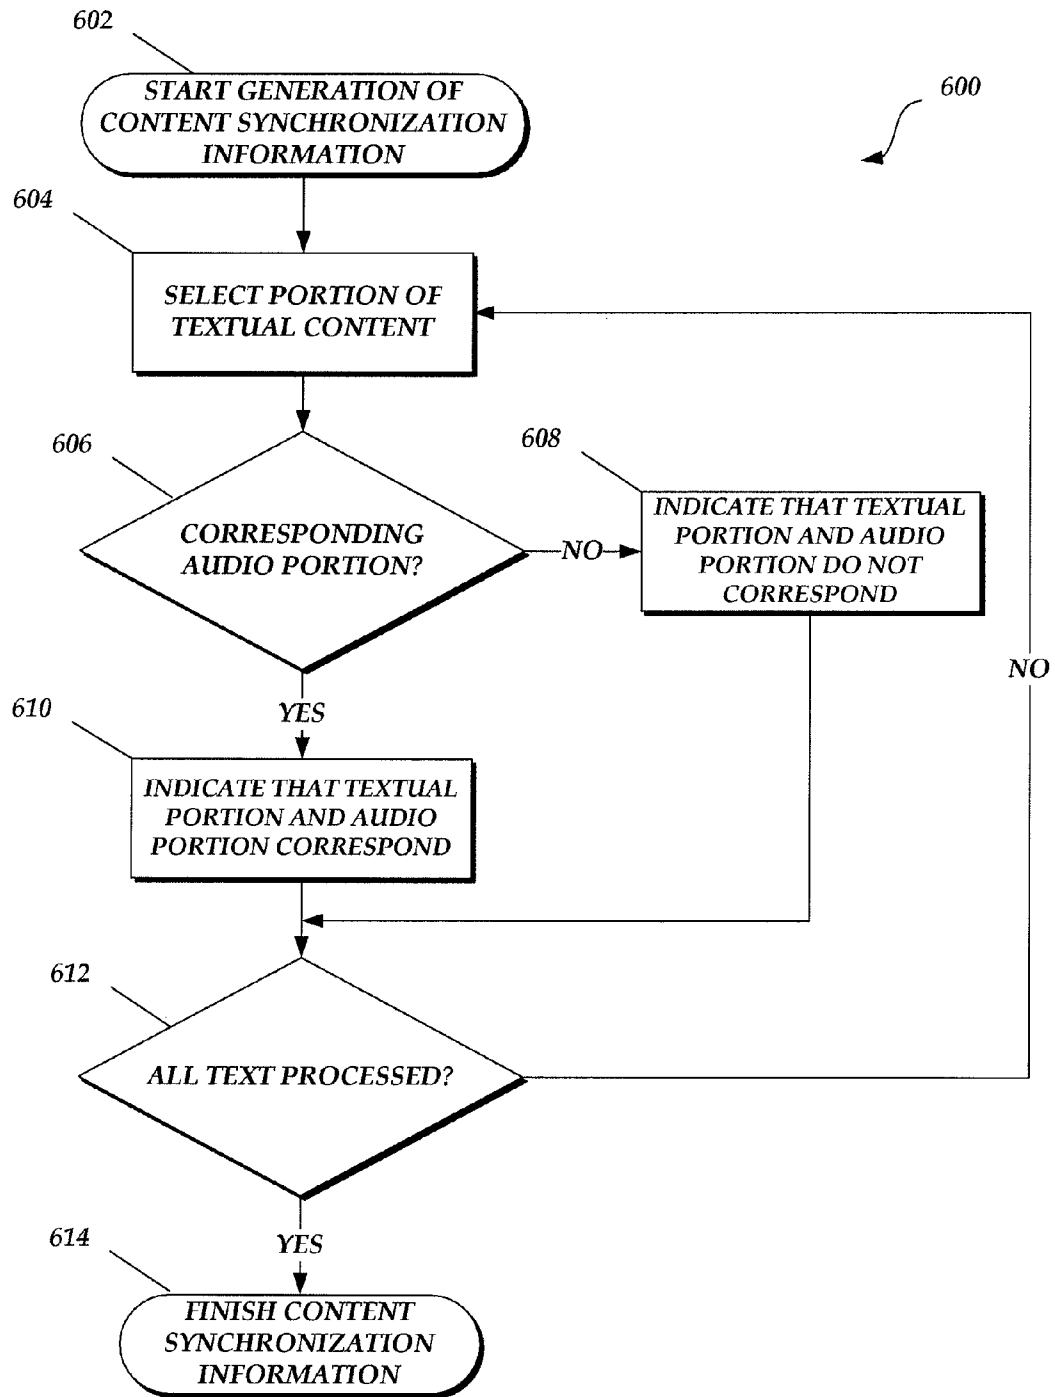 602
START GENERATION OF
CONTENT SYNCHRONIZATION
INFORMATION
600
604
SELECT PORTION OF
TEXTUAL CONTENT
606
CORRESPONDING
AUDIO PORTION?
NO
608
INDICATE THAT TEXTUAL
PORTION AND AUDIO
PORTION DO NOT
CORRESPOND
NO
YES
610
INDICATE THAT TEXTUAL
PORTION AND AUDIO
PORTION CORRESPOND
612
ALL TEXT PROCESSED?
YES
614
FINISH CONTENT
SYNCHRONIZATION
INFORMATION